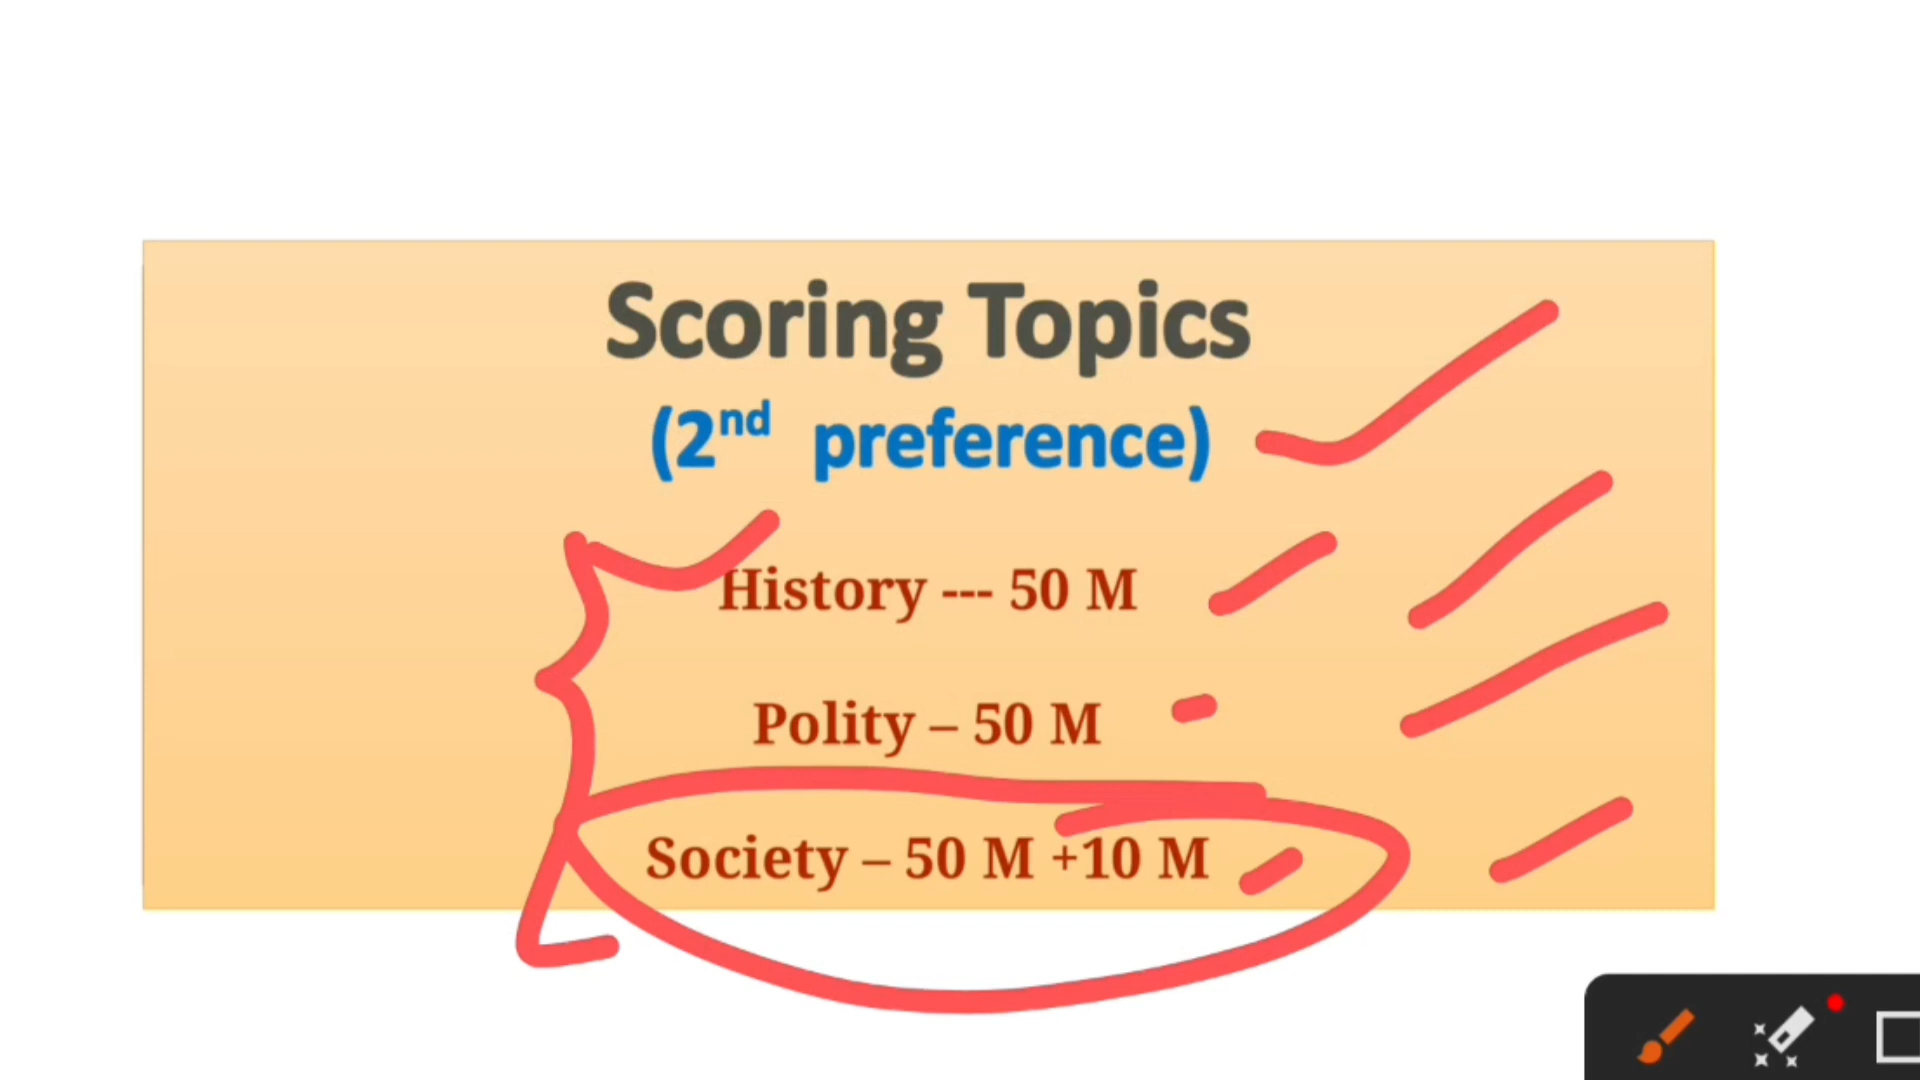 Scoring Topics
(2nd preference)
History --- 50 M
Polity – 50 M
Society – 50 M +10 M